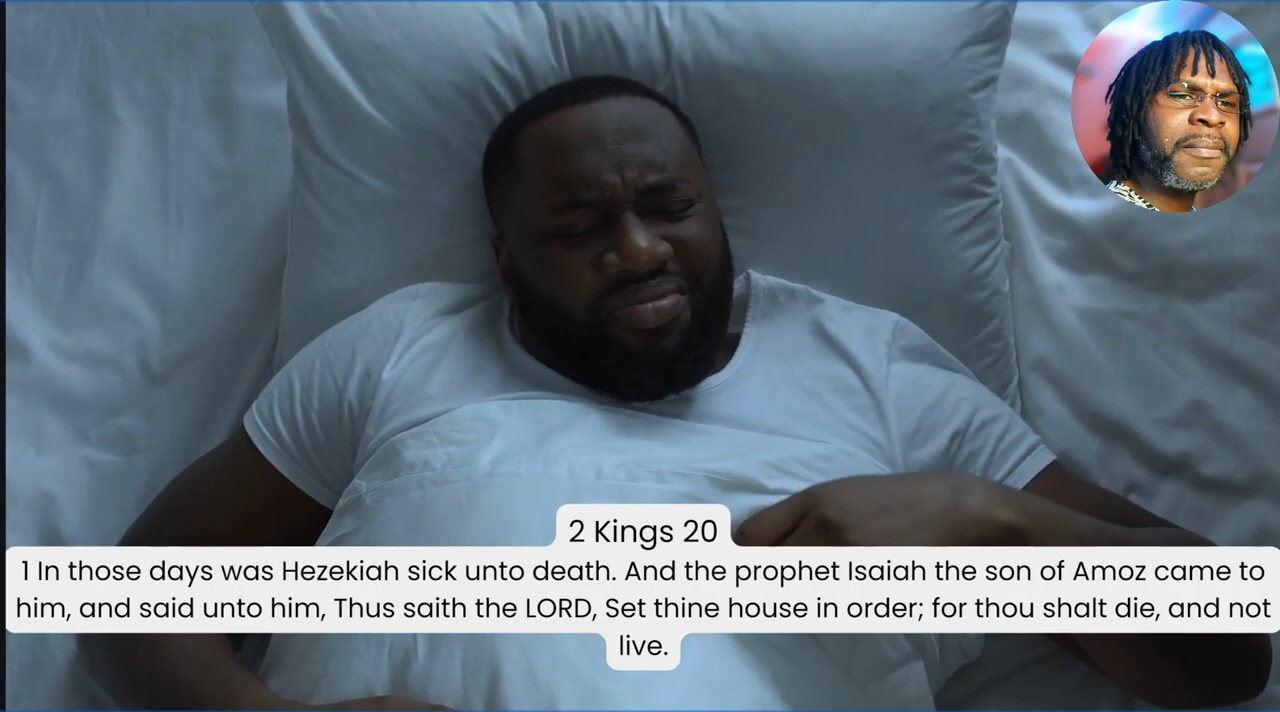 2 Kings 20
1 In those days was Hezekiah sick unto death. And the prophet Isaiah the son of Amoz came to
him, and said unto him, Thus saith the LORD, Set thine house in order; for thou shalt die, and not
live.